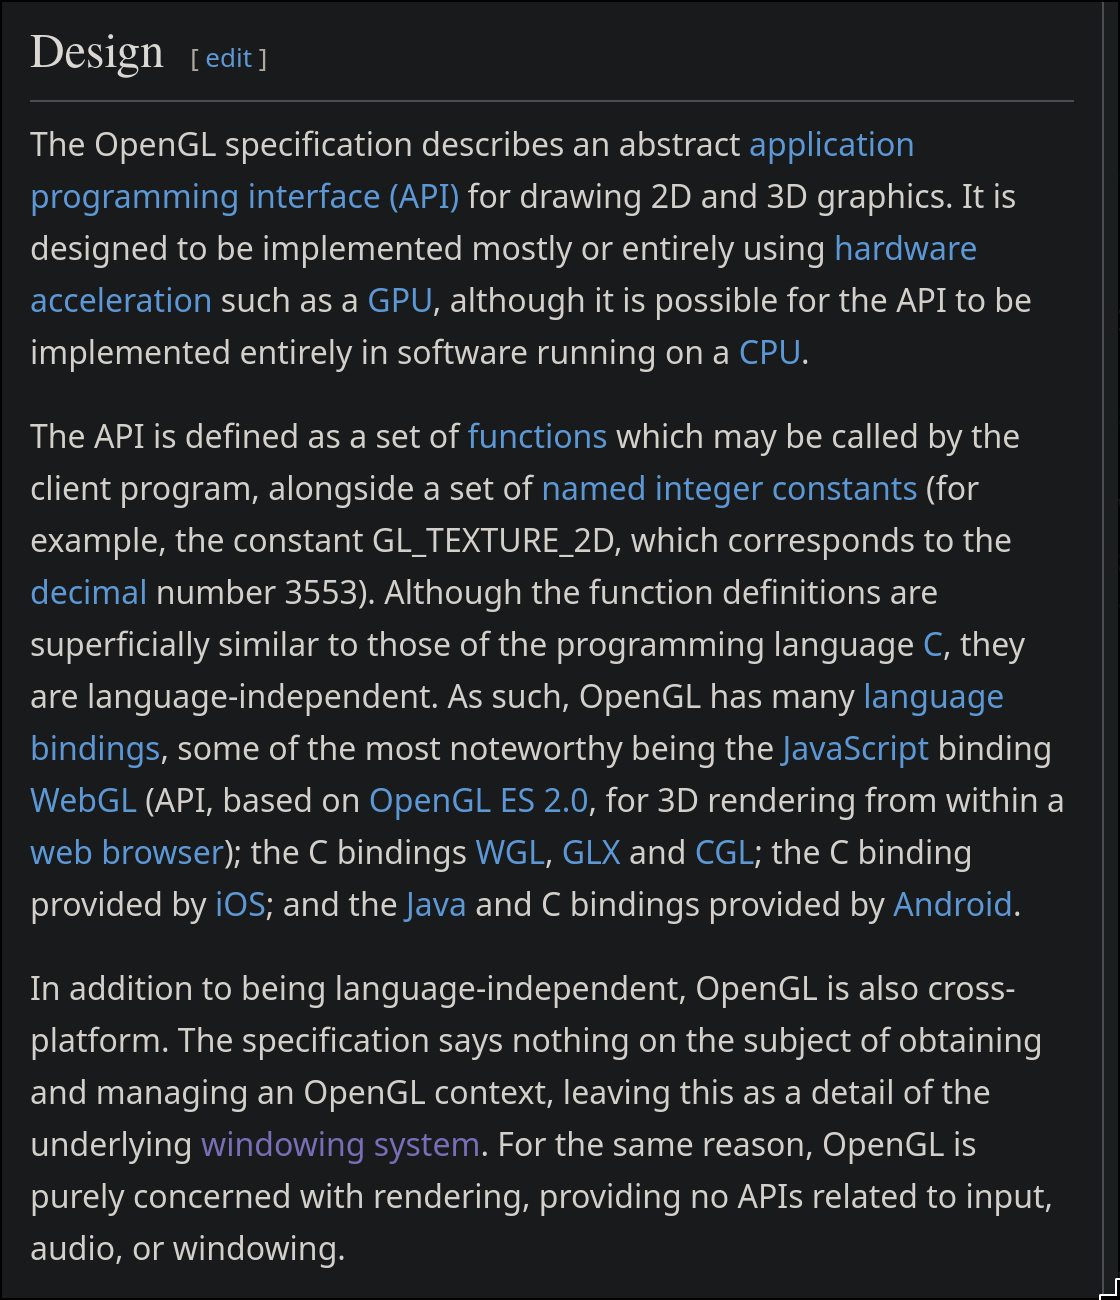 Design [ edit ]
The OpenGL specification describes an abstract application
programming interface (API) for drawing 2D and 3D graphics. It is
designed to be implemented mostly or entirely using hardware
acceleration such as a GPU, although it is possible for the API to be
implemented entirely in software running on a CPU.
The API is defined as a set of functions which may be called by the
client program, alongside a set of named integer constants (for
example, the constant GL_TEXTURE_2D, which corresponds to the
decimal number 3553). Although the function definitions are
superficially similar to those of the programming language C, they
are language-independent. As such, OpenGL has many language
bindings, some of the most noteworthy being the JavaScript binding
WebGL (API, based on OpenGL ES 2.0, for 3D rendering from within a
web browser); the C bindings WGL, GLX and CGL; the C binding
provided by iOS; and the Java and C bindings provided by Android.
In addition to being language-independent, OpenGL is also cross-
platform. The specification says nothing on the subject of obtaining
and managing an OpenGL context, leaving this as a detail of the
underlying windowing system. For the same reason, OpenGL is
purely concerned with rendering, providing no APIs related to input,
audio, or windowing.